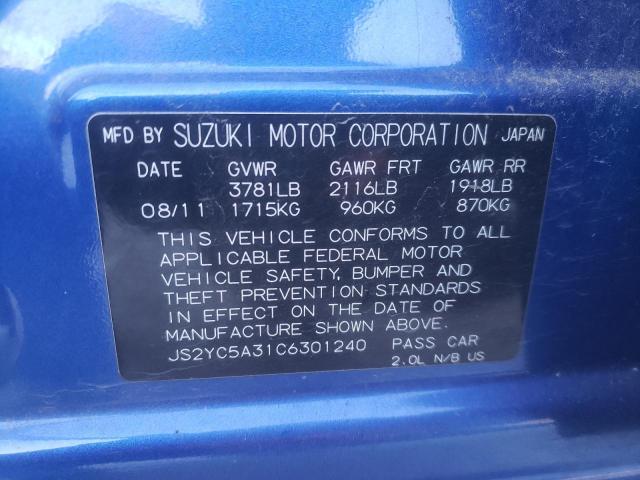 MFD BY SUZUKI MOTOR CORPORATION JAPAN
DATE GVWR GAWR FRT GAWR RR
3781LB 2116LB 1918LB
08/11 1715KG 960KG 870KG
THIS VEHICLE CONFORMS TO ALL
APPLICABLE FEDERAL MOTOR
VEHICLE SAFETY, BUMPER AND
THEFT PREVENTION STANDARDS
IN EFFECT ON THE DATE OF
MANUFACTURE SHOWN ABOVE.
JS2YC5A31C6301240 PASS CAR
2.0L N/B US